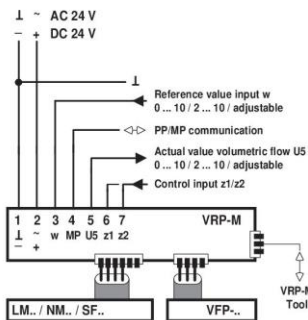 ⊥ ~ AC 24 V
– + DC 24 V
⊥
Reference value input w
0 ... 10 / 2 ... 10 / adjustable
PP/MP communication
Actual value volumetric flow U5
0 ... 10 / 2 ... 10 / adjustable
Control input z1/z2
1 2 3 4 5 6 7 VRP-M
⊥ ~ w MP U5 z1 z2
– +
VRP-M
Tool
LM.. / NM.. / SF.. VFP-..